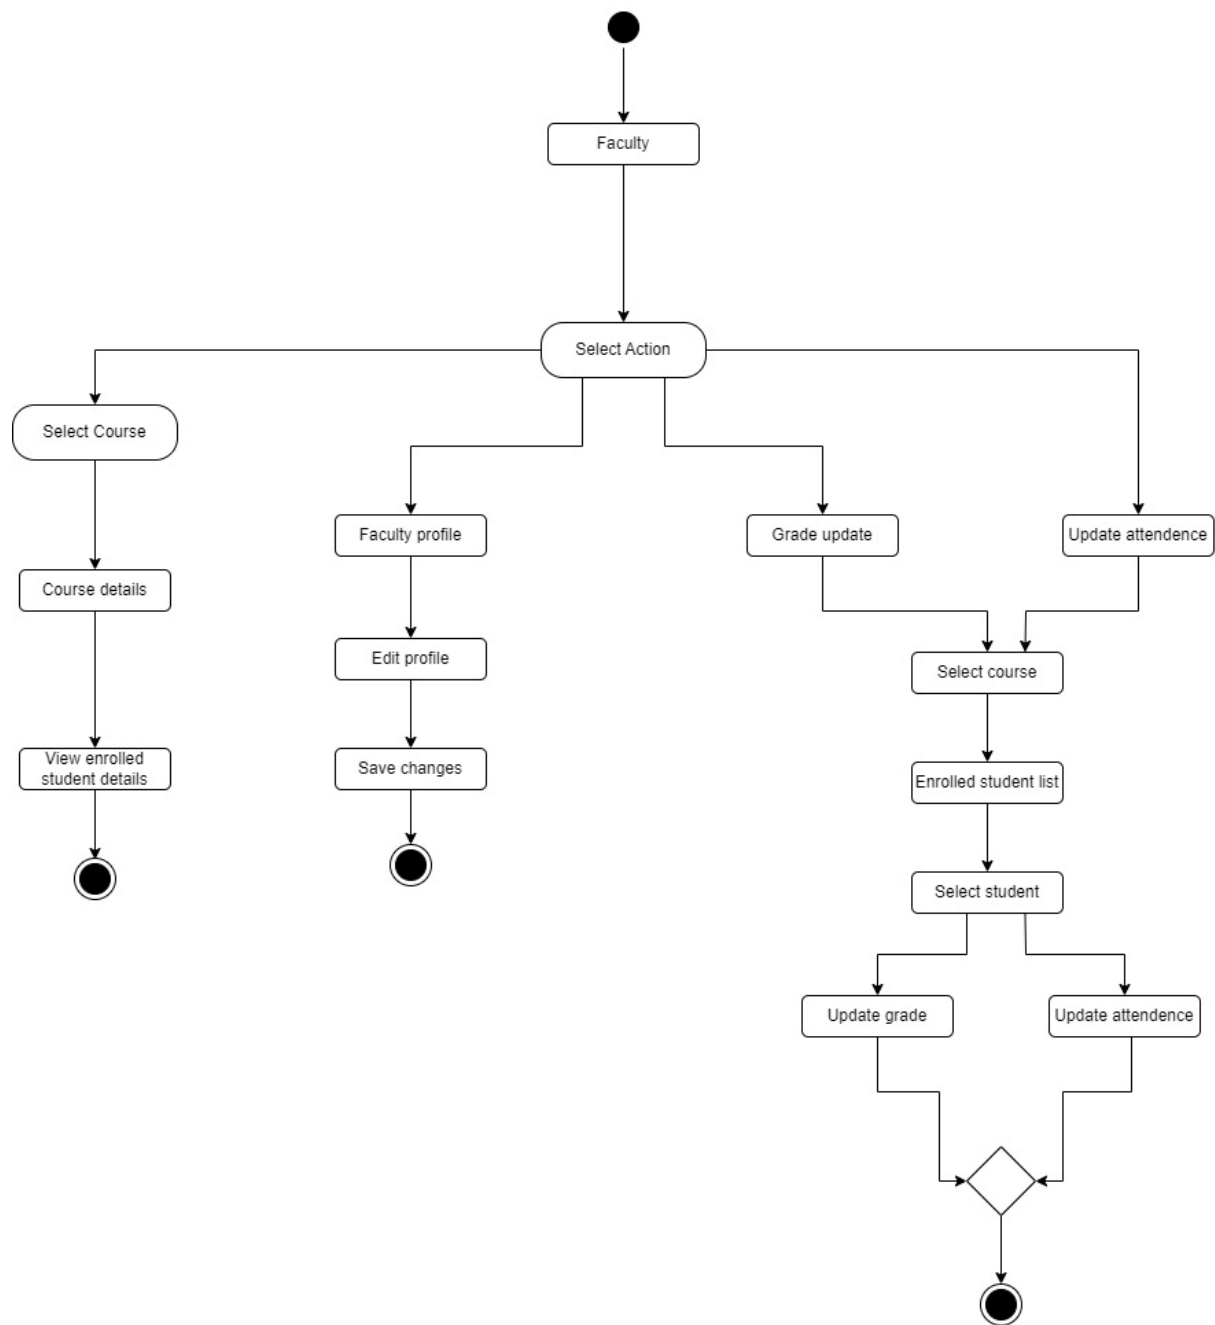 Faculty
Select Action
Select Course
Faculty profile
Grade update
Update attendence
Course details
Edit profile
Select course
View enrolled
student details
Save changes
Enrolled student list
Select student
Update grade
Update attendence